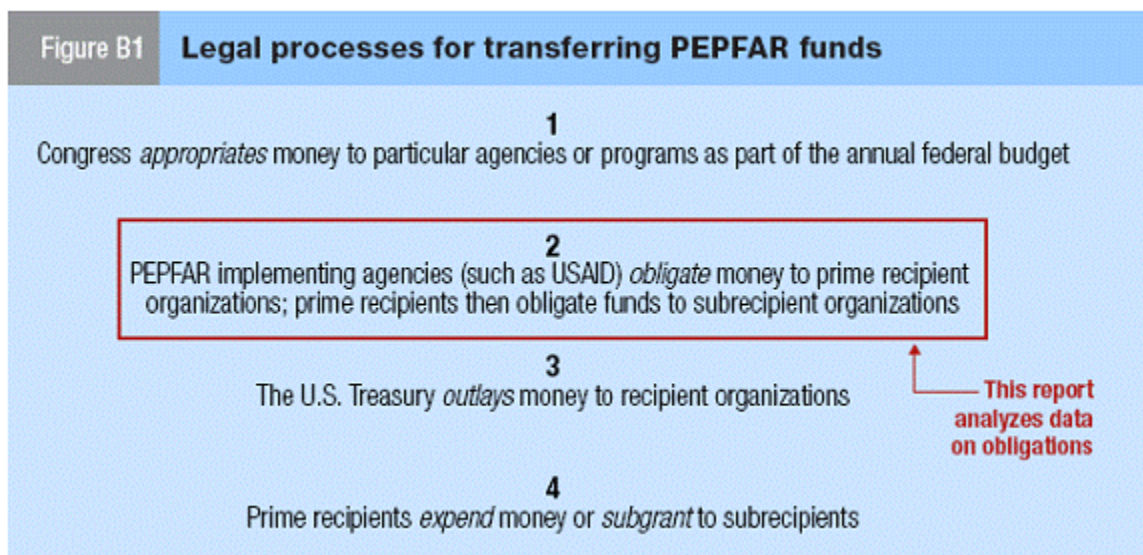 Figure B1 Legal processes for transferring PEPFAR funds
1
Congress appropriates money to particular agencies or programs as part of the annual federal budget
2
PEPFAR implementing agencies (such as USAID) obligate money to prime recipient
organizations; prime recipients then obligate funds to subrecipient organizations
3
The U.S. Treasury outlays money to recipient organizations
This report
analyzes data
on obligations
4
Prime recipients expend money or subgrant to subrecipients